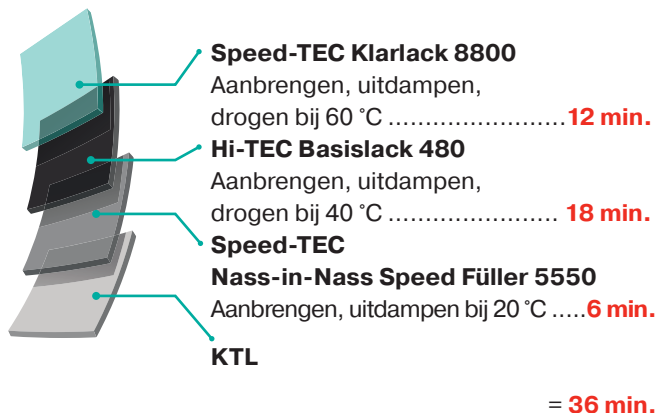 Speed-TEC Klarlack 8800
Aanbrengen, uitdampen,
drogen bij 60 ˚C ........................12 min.
Hi-TEC Basislack 480
Aanbrengen, uitdampen,
drogen bij 40 ˚C ....................... 18 min.
Speed-TEC
Nass-in-Nass Speed Füller 5550
Aanbrengen, uitdampen bij 20 ˚C .....6 min.
KTL
= 36 min.